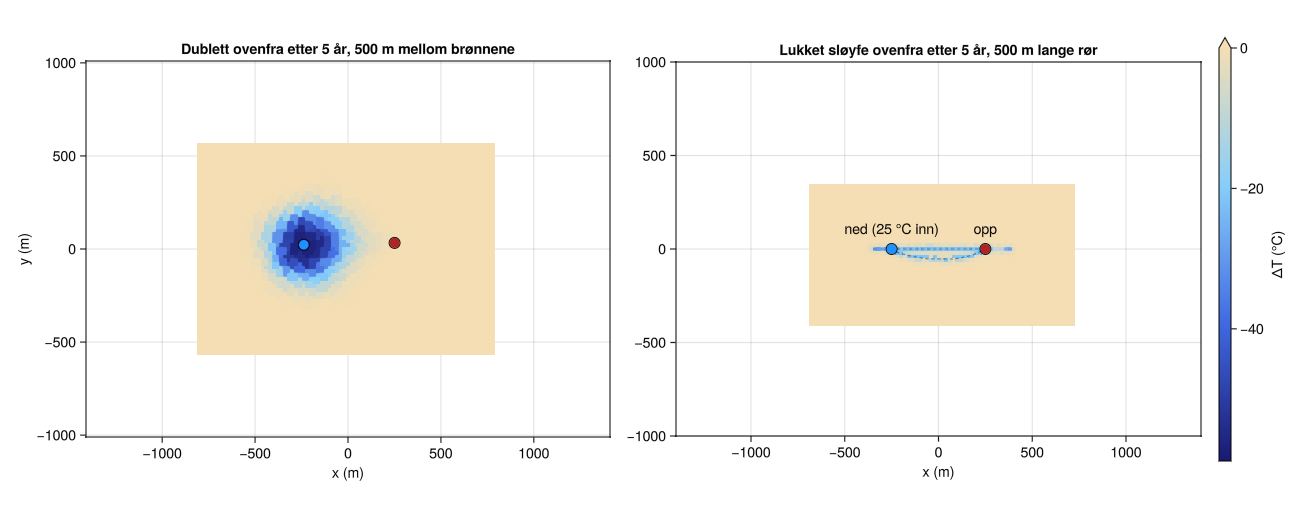 Dublett ovenfra etter 5 år, 500 m mellom brønnene
1000
500
0
−500
−1000
y (m)
−1000
−500
0
500
1000
x (m)
Lukket sløyfe ovenfra etter 5 år, 500 m lange rør
1000
500
0
−500
−1000
ned (25 °C inn)
opp
−1000
−500
0
500
1000
x (m)
0
−20
−40
ΔT (°C)